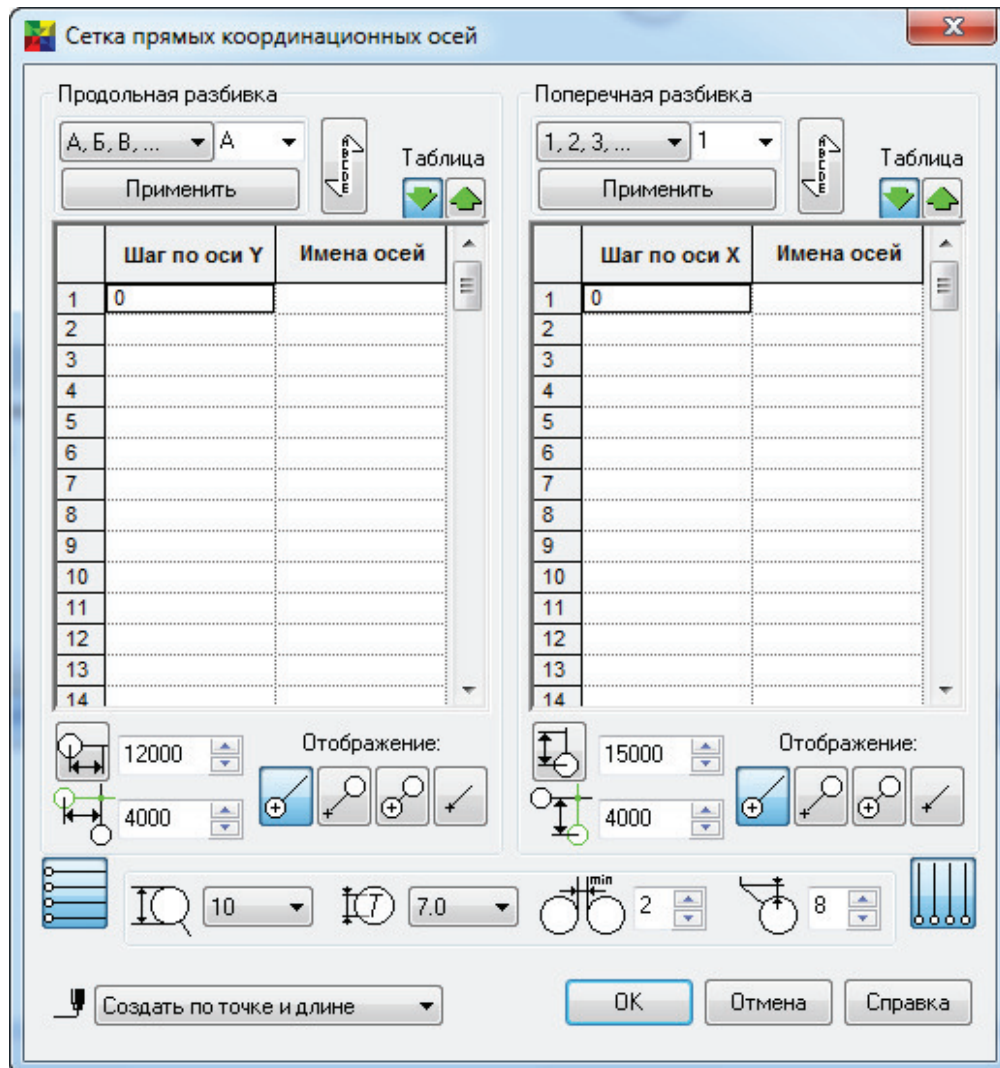 Сетка прямых координационных осей
Продольная разбивка
А, Б, В, ... А
Таблица
Применить
A B C D E
Шаг по оси Y Имена осей
1 0
2
3
4
5
6
7
8
9
10
11
12
13
14
12000
Отображение:
4000
Поперечная разбивка
1, 2, 3, ... 1
Таблица
Применить
A B C D E
Шаг по оси X Имена осей
1 0
2
3
4
5
6
7
8
9
10
11
12
13
14
15000
Отображение:
4000
10 T 7.0 min 2 8
Создать по точке и длине OK Отмена Справка